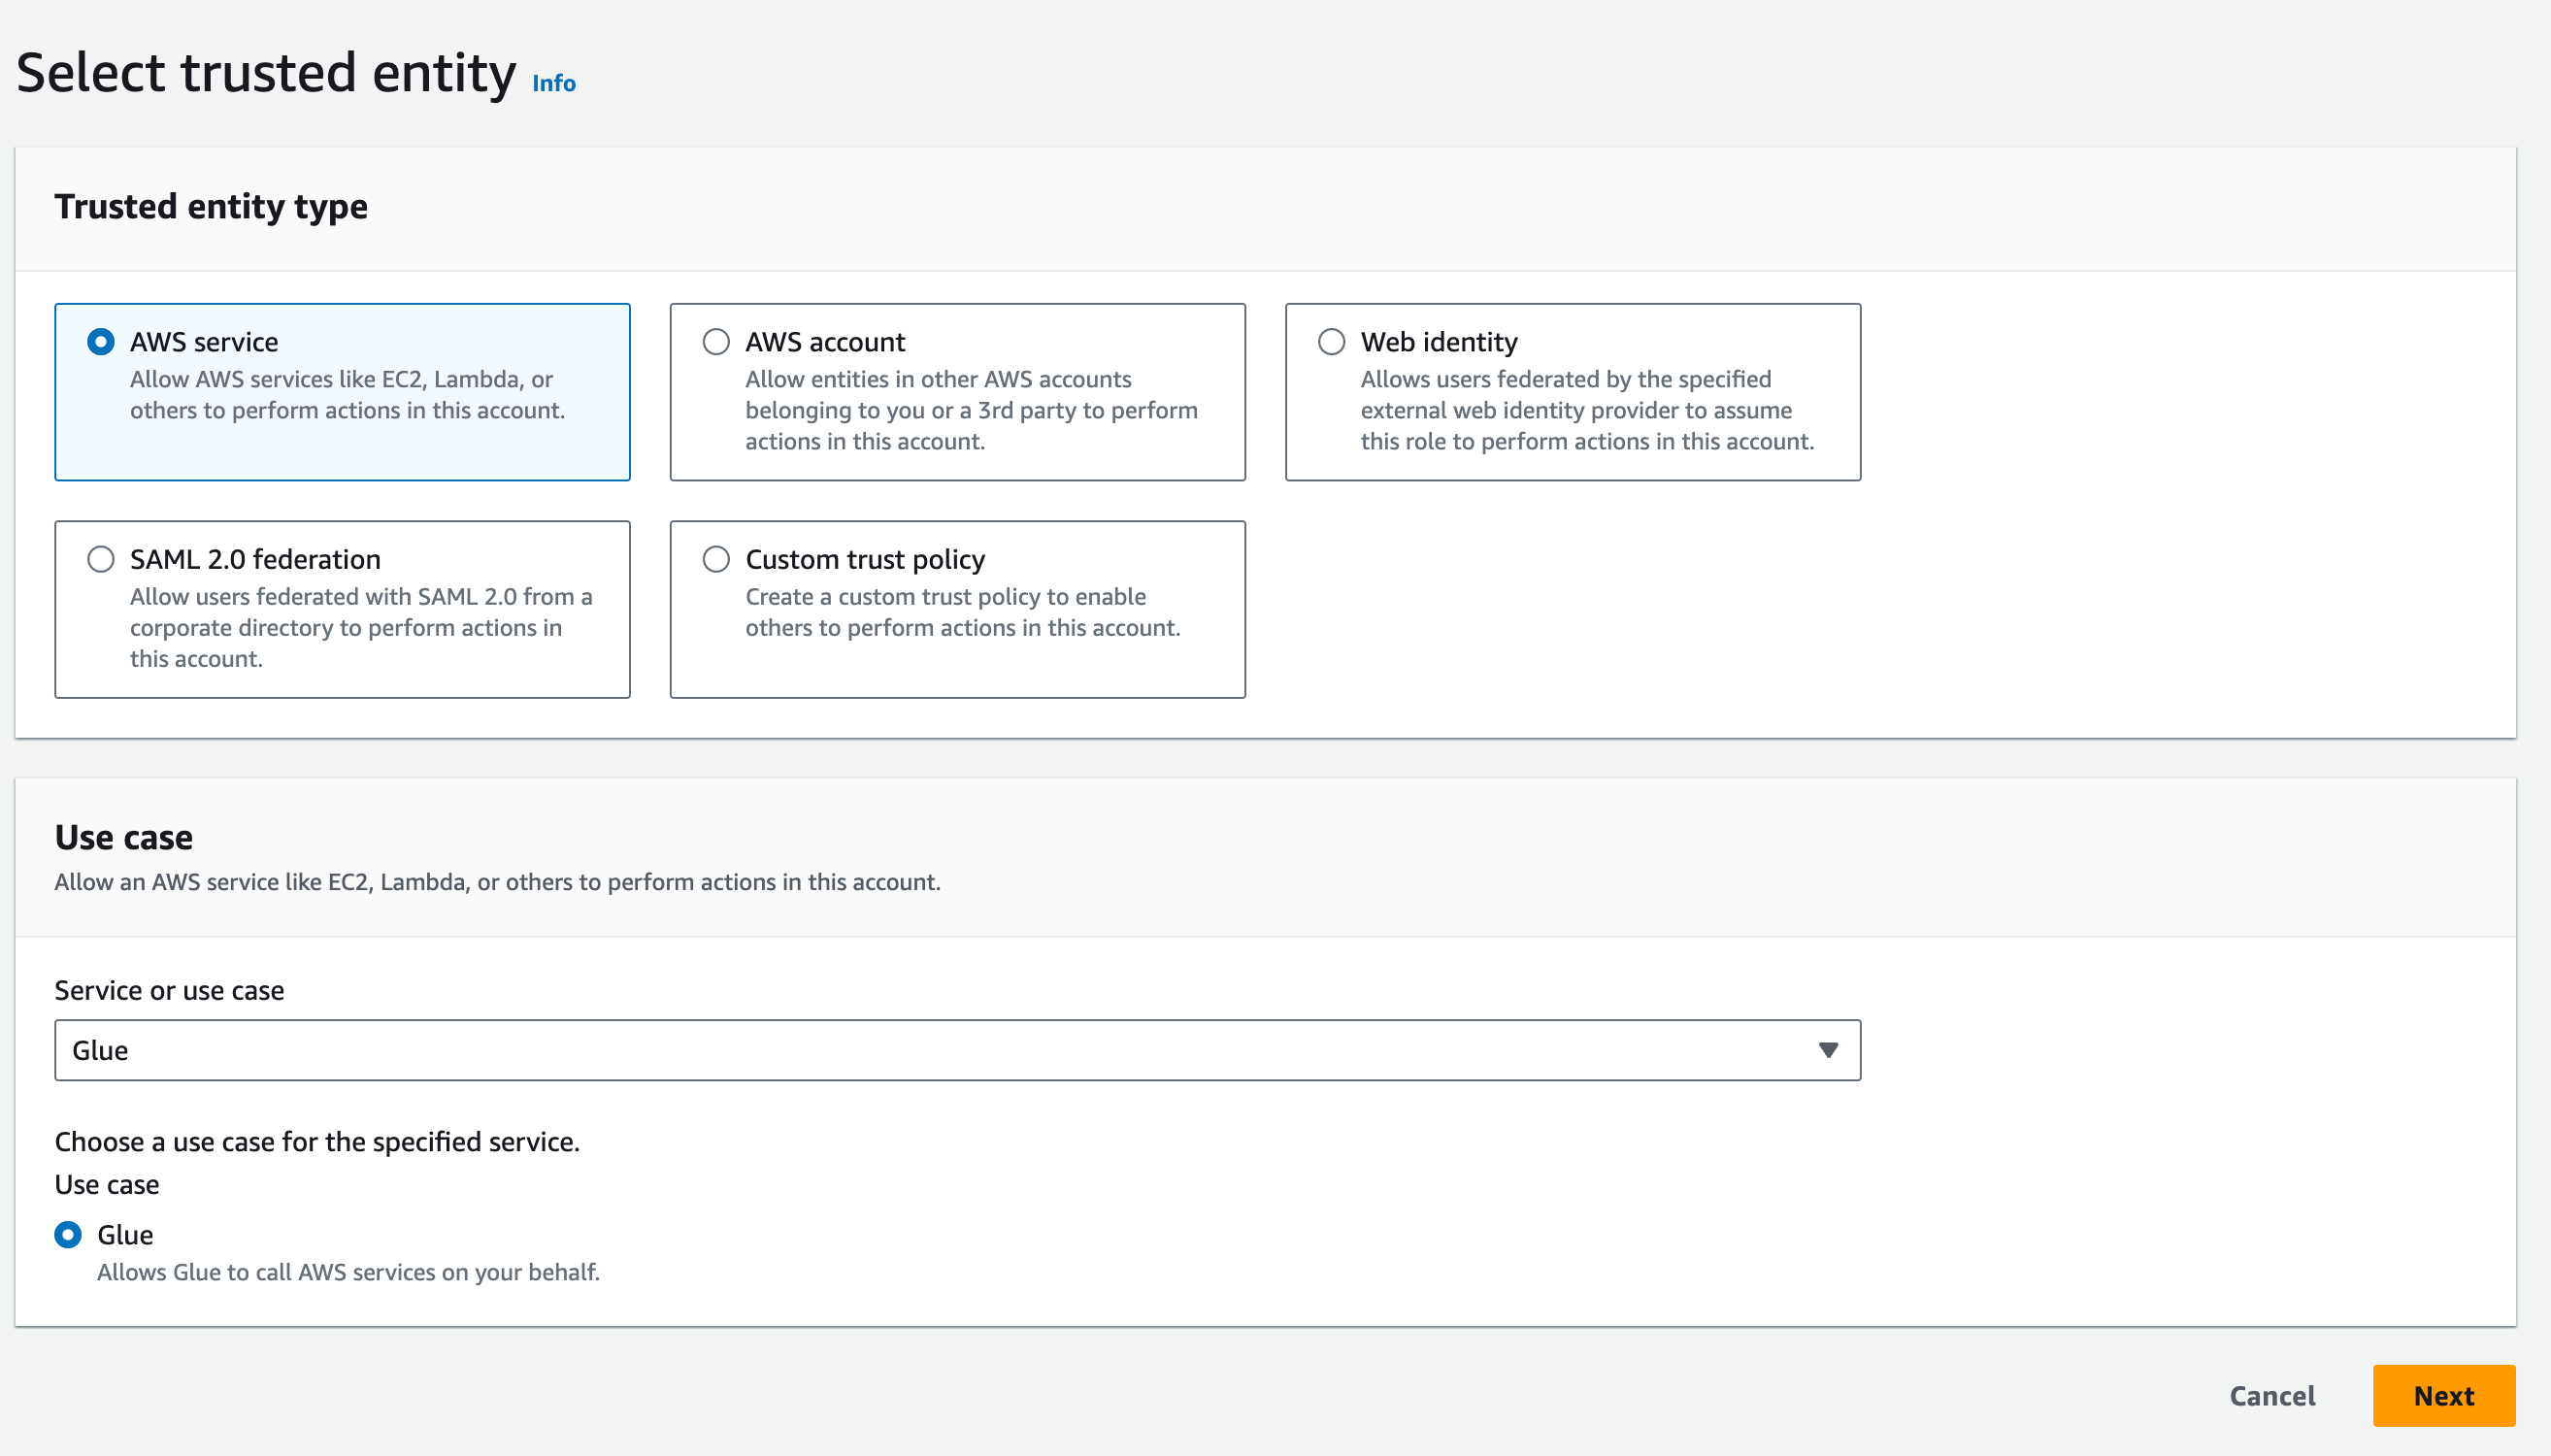 Select trusted entity Info
Trusted entity type
AWS service
Allow AWS services like EC2, Lambda, or
others to perform actions in this account.
AWS account
Allow entities in other AWS accounts
belonging to you or a 3rd party to perform
actions in this account.
Web identity
Allows users federated by the specified
external web identity provider to assume
this role to perform actions in this account.
SAML 2.0 federation
Allow users federated with SAML 2.0 from a
corporate directory to perform actions in
this account.
Custom trust policy
Create a custom trust policy to enable
others to perform actions in this account.
Use case
Allow an AWS service like EC2, Lambda, or others to perform actions in this account.
Service or use case
Glue
Choose a use case for the specified service.
Use case
Glue
Allows Glue to call AWS services on your behalf.
Cancel
Next